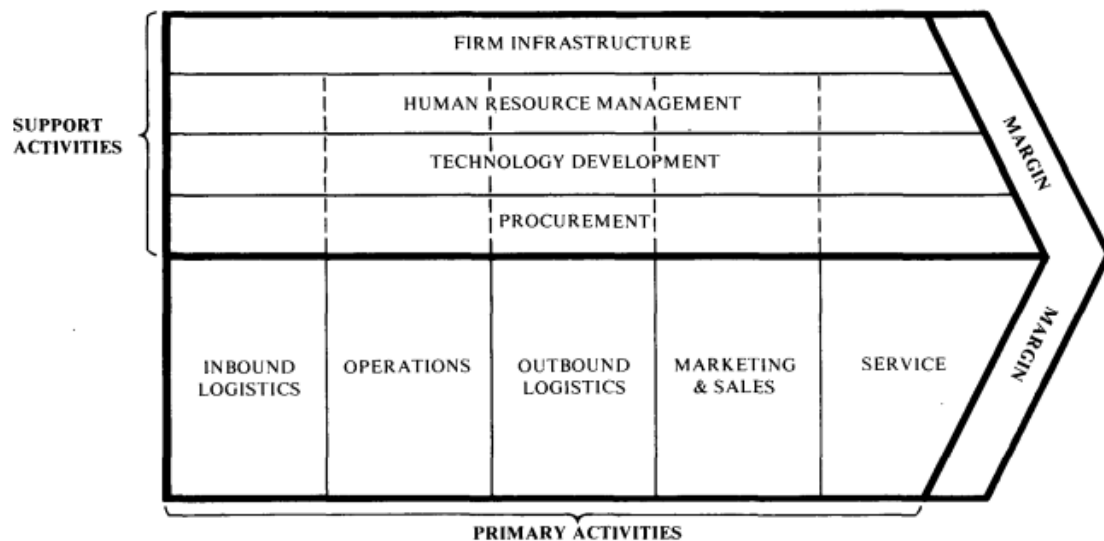 FIRM INFRASTRUCTURE
HUMAN RESOURCE MANAGEMENT
SUPPORT
ACTIVITIES
TECHNOLOGY DEVELOPMENT
PROCUREMENT
MARGIN
INBOUND
LOGISTICS
OPERATIONS
OUTBOUND
LOGISTICS
MARKETING
& SALES
SERVICE
MARGIN
PRIMARY ACTIVITIES